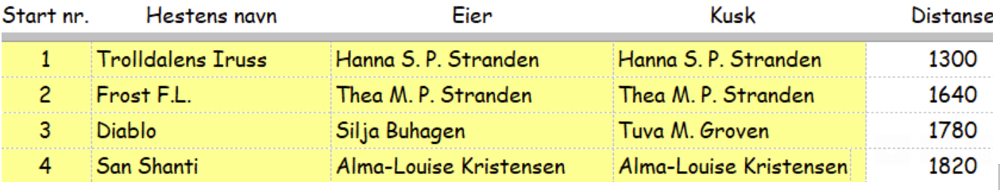 Start nr. Hestens navn Eier Kusk Distanse
1 Trolldalens Iruss Hanna S. P. Stranden Hanna S. P. Stranden 1300
2 Frost F.L. Thea M. P. Stranden Thea M. P. Stranden 1640
3 Diablo Silja Buhagen Tuva M. Groven 1780
4 San Shanti Alma-Louise Kristensen Alma-Louise Kristensen 1820